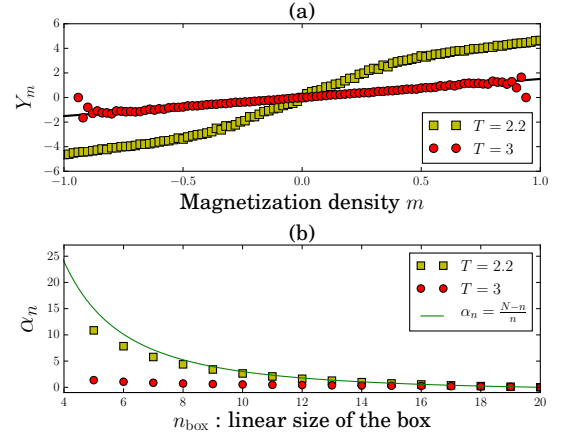 (a)
6
4
2
0
−2
−4
−6
Y_m
T = 2.2
T = 3
−1.0 −0.5 0.0 0.5 1.0
Magnetization density m
(b)
25
20
15
10
5
0
α_n
T = 2.2
T = 3
α_n = \frac{N−n}{n}
4 6 8 10 12 14 16 18 20
n_box : linear size of the box